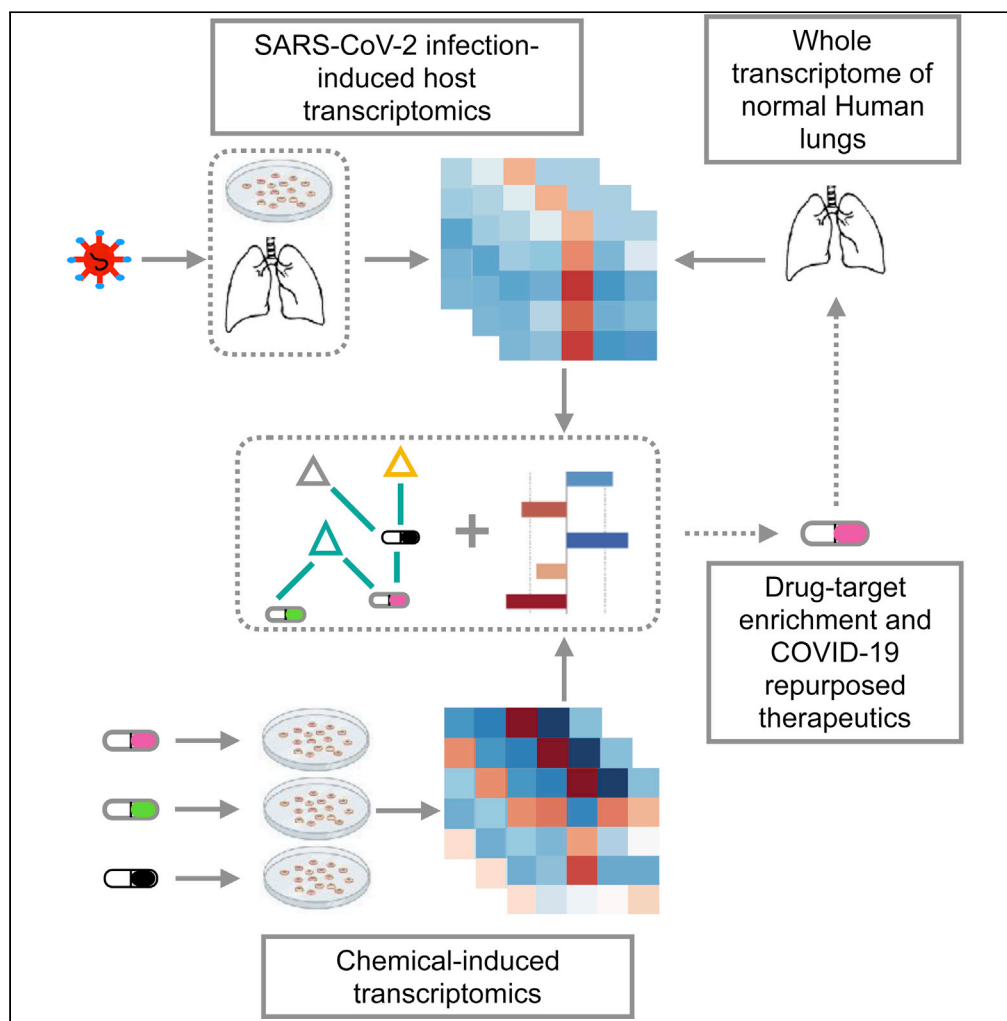 SARS-CoV-2 infection-
induced host
transcriptomics
Whole
transcriptome of
normal Human
lungs
Drug-target
enrichment and
COVID-19
repurposed
therapeutics
Chemical-induced
transcriptomics